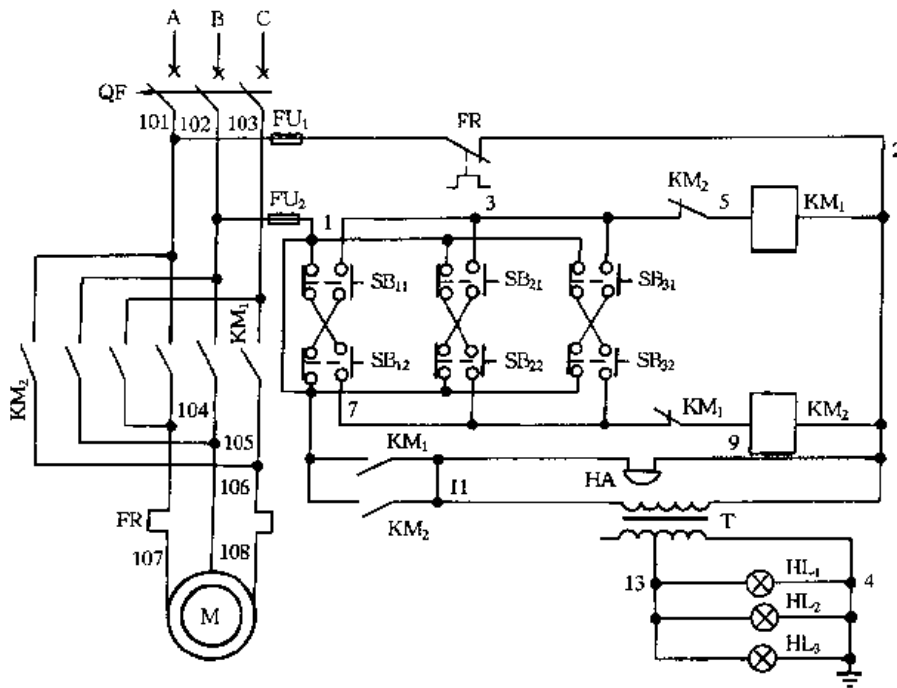 A B C
QF
101 102 103 FU₁ FR 2
FU₂ 1 3 KM₂ 5 KM₁
SB₁₁ SB₂₁ SB₃₁
KM₁
KM₂
SB₁₂ SB₂₂ SB₃₂
104 7 KM₁ KM₂
105 KM₁ 9
106 11 HA
FR KM₂ T
107 108
13 HL₁ 4
M HL₂
HL₃